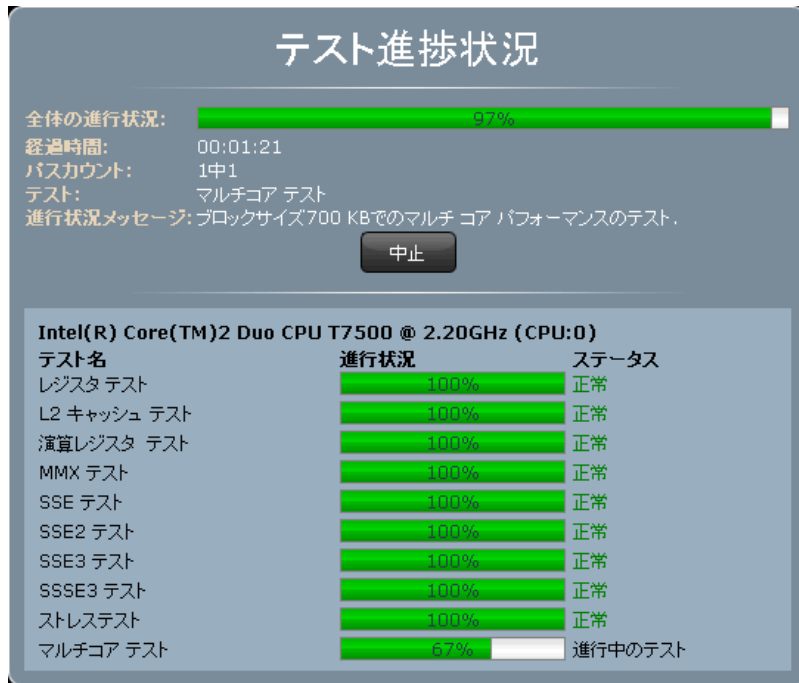 テスト進捗状況
全体の進行状況: 97%
経過時間: 00:01:21
パスカウント: 1中1
テスト: マルチコア テスト
進行状況メッセージ: ブロックサイズ700 KBでのマルチ コア パフォーマンスのテスト.
中止
Intel(R) Core(TM)2 Duo CPU T7500 @ 2.20GHz (CPU:0)
テスト名 進行状況 ステータス
レジスタ テスト 100% 正常
L2 キャッシュ テスト 100% 正常
演算レジスタ テスト 100% 正常
MMX テスト 100% 正常
SSE テスト 100% 正常
SSE2 テスト 100% 正常
SSE3 テスト 100% 正常
SSSE3 テスト 100% 正常
ストレステスト 100% 正常
マルチコア テスト 67% 進行中のテスト